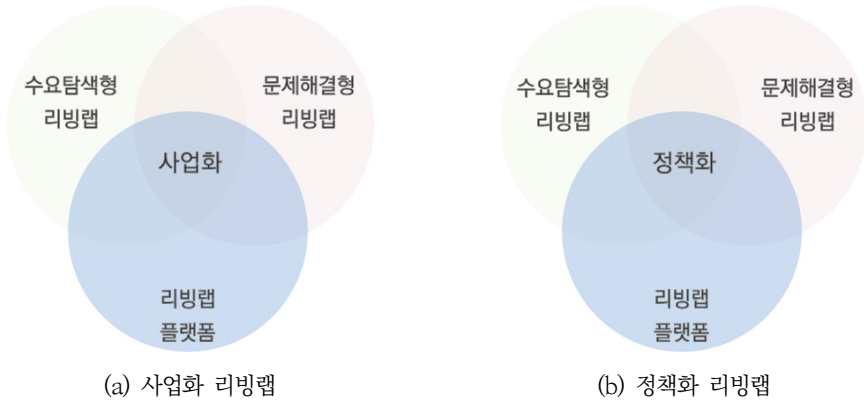 수요탐색형
리빙랩
문제해결형
리빙랩
사업화
리빙랩
플랫폼
(a) 사업화 리빙랩
수요탐색형
리빙랩
문제해결형
리빙랩
정책화
리빙랩
플랫폼
(b) 정책화 리빙랩